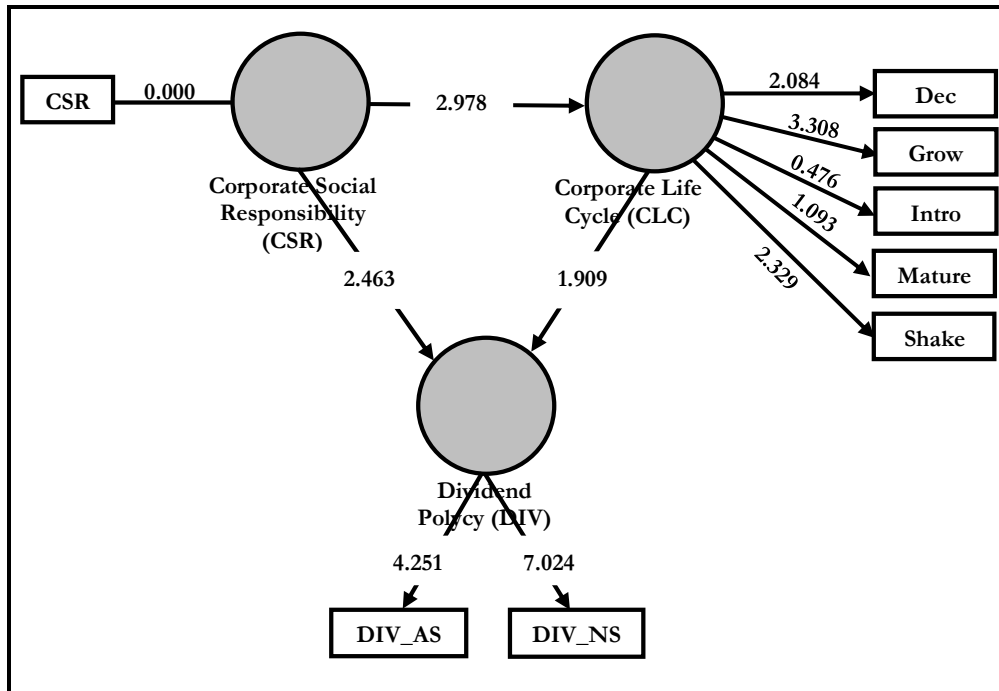 CSR
0.000
2.978
2.084
3.308
0.476
1.093
2.329
Dec
Grow
Intro
Mature
Shake
Corporate Social
Responsibility
(CSR)
Corporate Life
Cycle (CLC)
2.463
1.909
Dividend
Polycy (DIV)
4.251
7.024
DIV_AS
DIV_NS